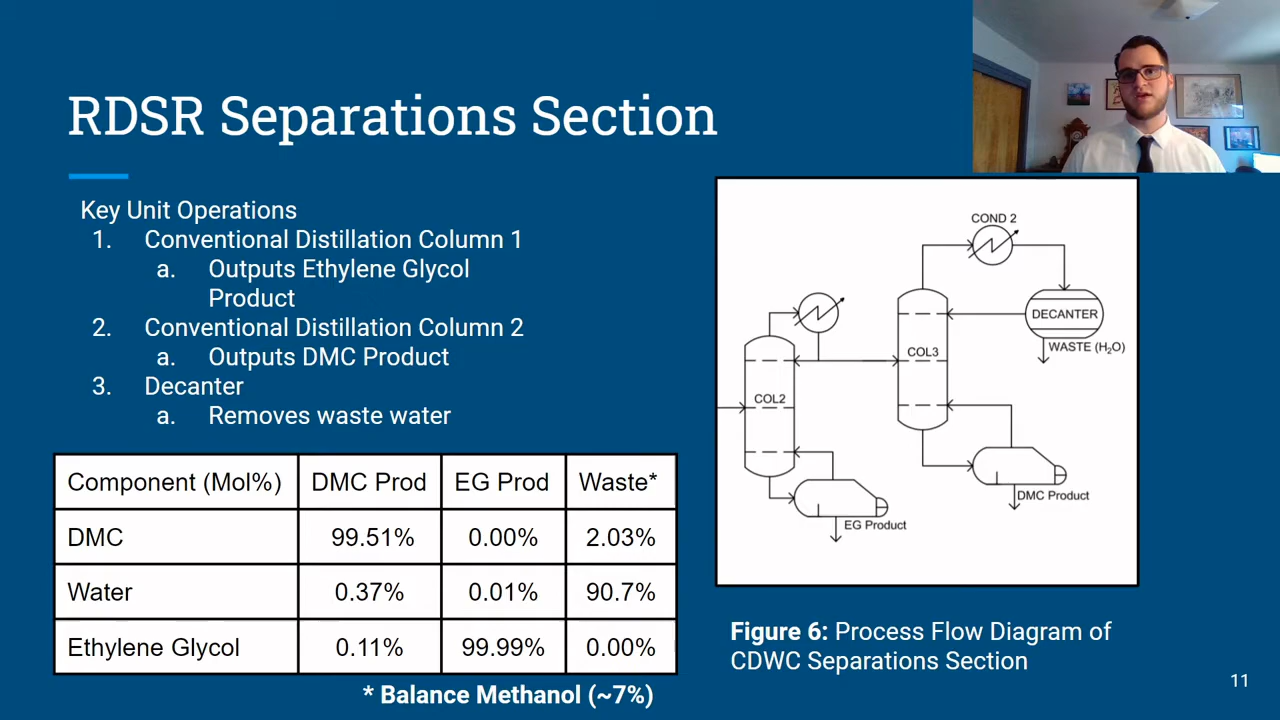 RDSR Separations Section
Key Unit Operations
1. Conventional Distillation Column 1
a. Outputs Ethylene Glycol
Product
2. Conventional Distillation Column 2
a. Outputs DMC Product
3. Decanter
a. Removes waste water
Component (Mol%) DMC Prod EG Prod Waste*
DMC 99.51% 0.00% 2.03%
Water 0.37% 0.01% 90.7%
Ethylene Glycol 0.11% 99.99% 0.00%
* Balance Methanol (~7%)
COND 2
DECANTER
WASTE (H₂O)
COL3
COL2
DMC Product
EG Product
Figure 6: Process Flow Diagram of
CDWC Separations Section
11